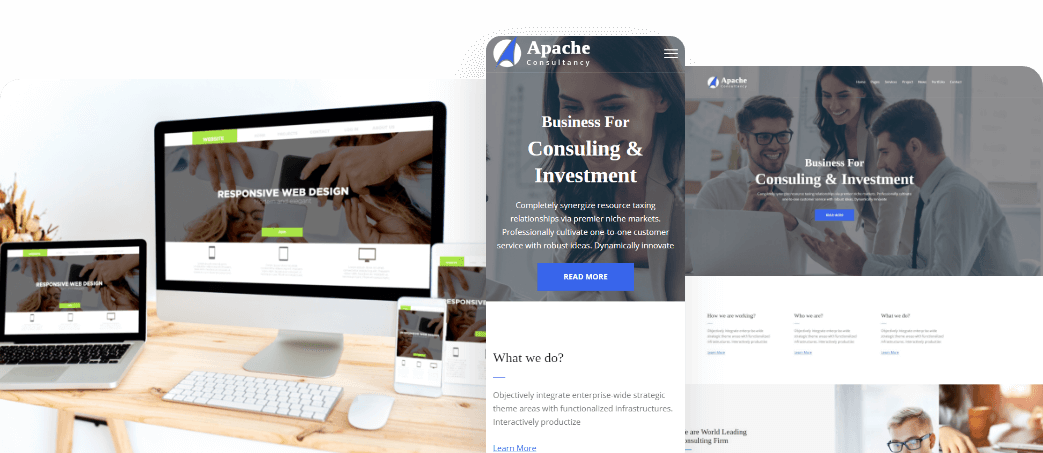 WEBSITE
RESPONSIVE WEB DESIGN
RESPONSIVE WEB DESIGN
RESPONSIVE
Apache
Consultancy
Business For
Consuling &
Investment
Completely synergize resource taxing
relationships via premier niche markets.
Professionally cultivate one-to-one customer
service with robust ideas. Dynamically innovate
READ MORE
What we do?
Objectively integrate enterprise-wide strategic
theme areas with functionalized infrastructures.
Interactively productize
Learn More
Apache
Business For
Consuling & Investment
READ MORE
How we are working?
Who we are?
What we do?
Learn More
Learn More
Learn More
e are World Leading
onsulting Firm